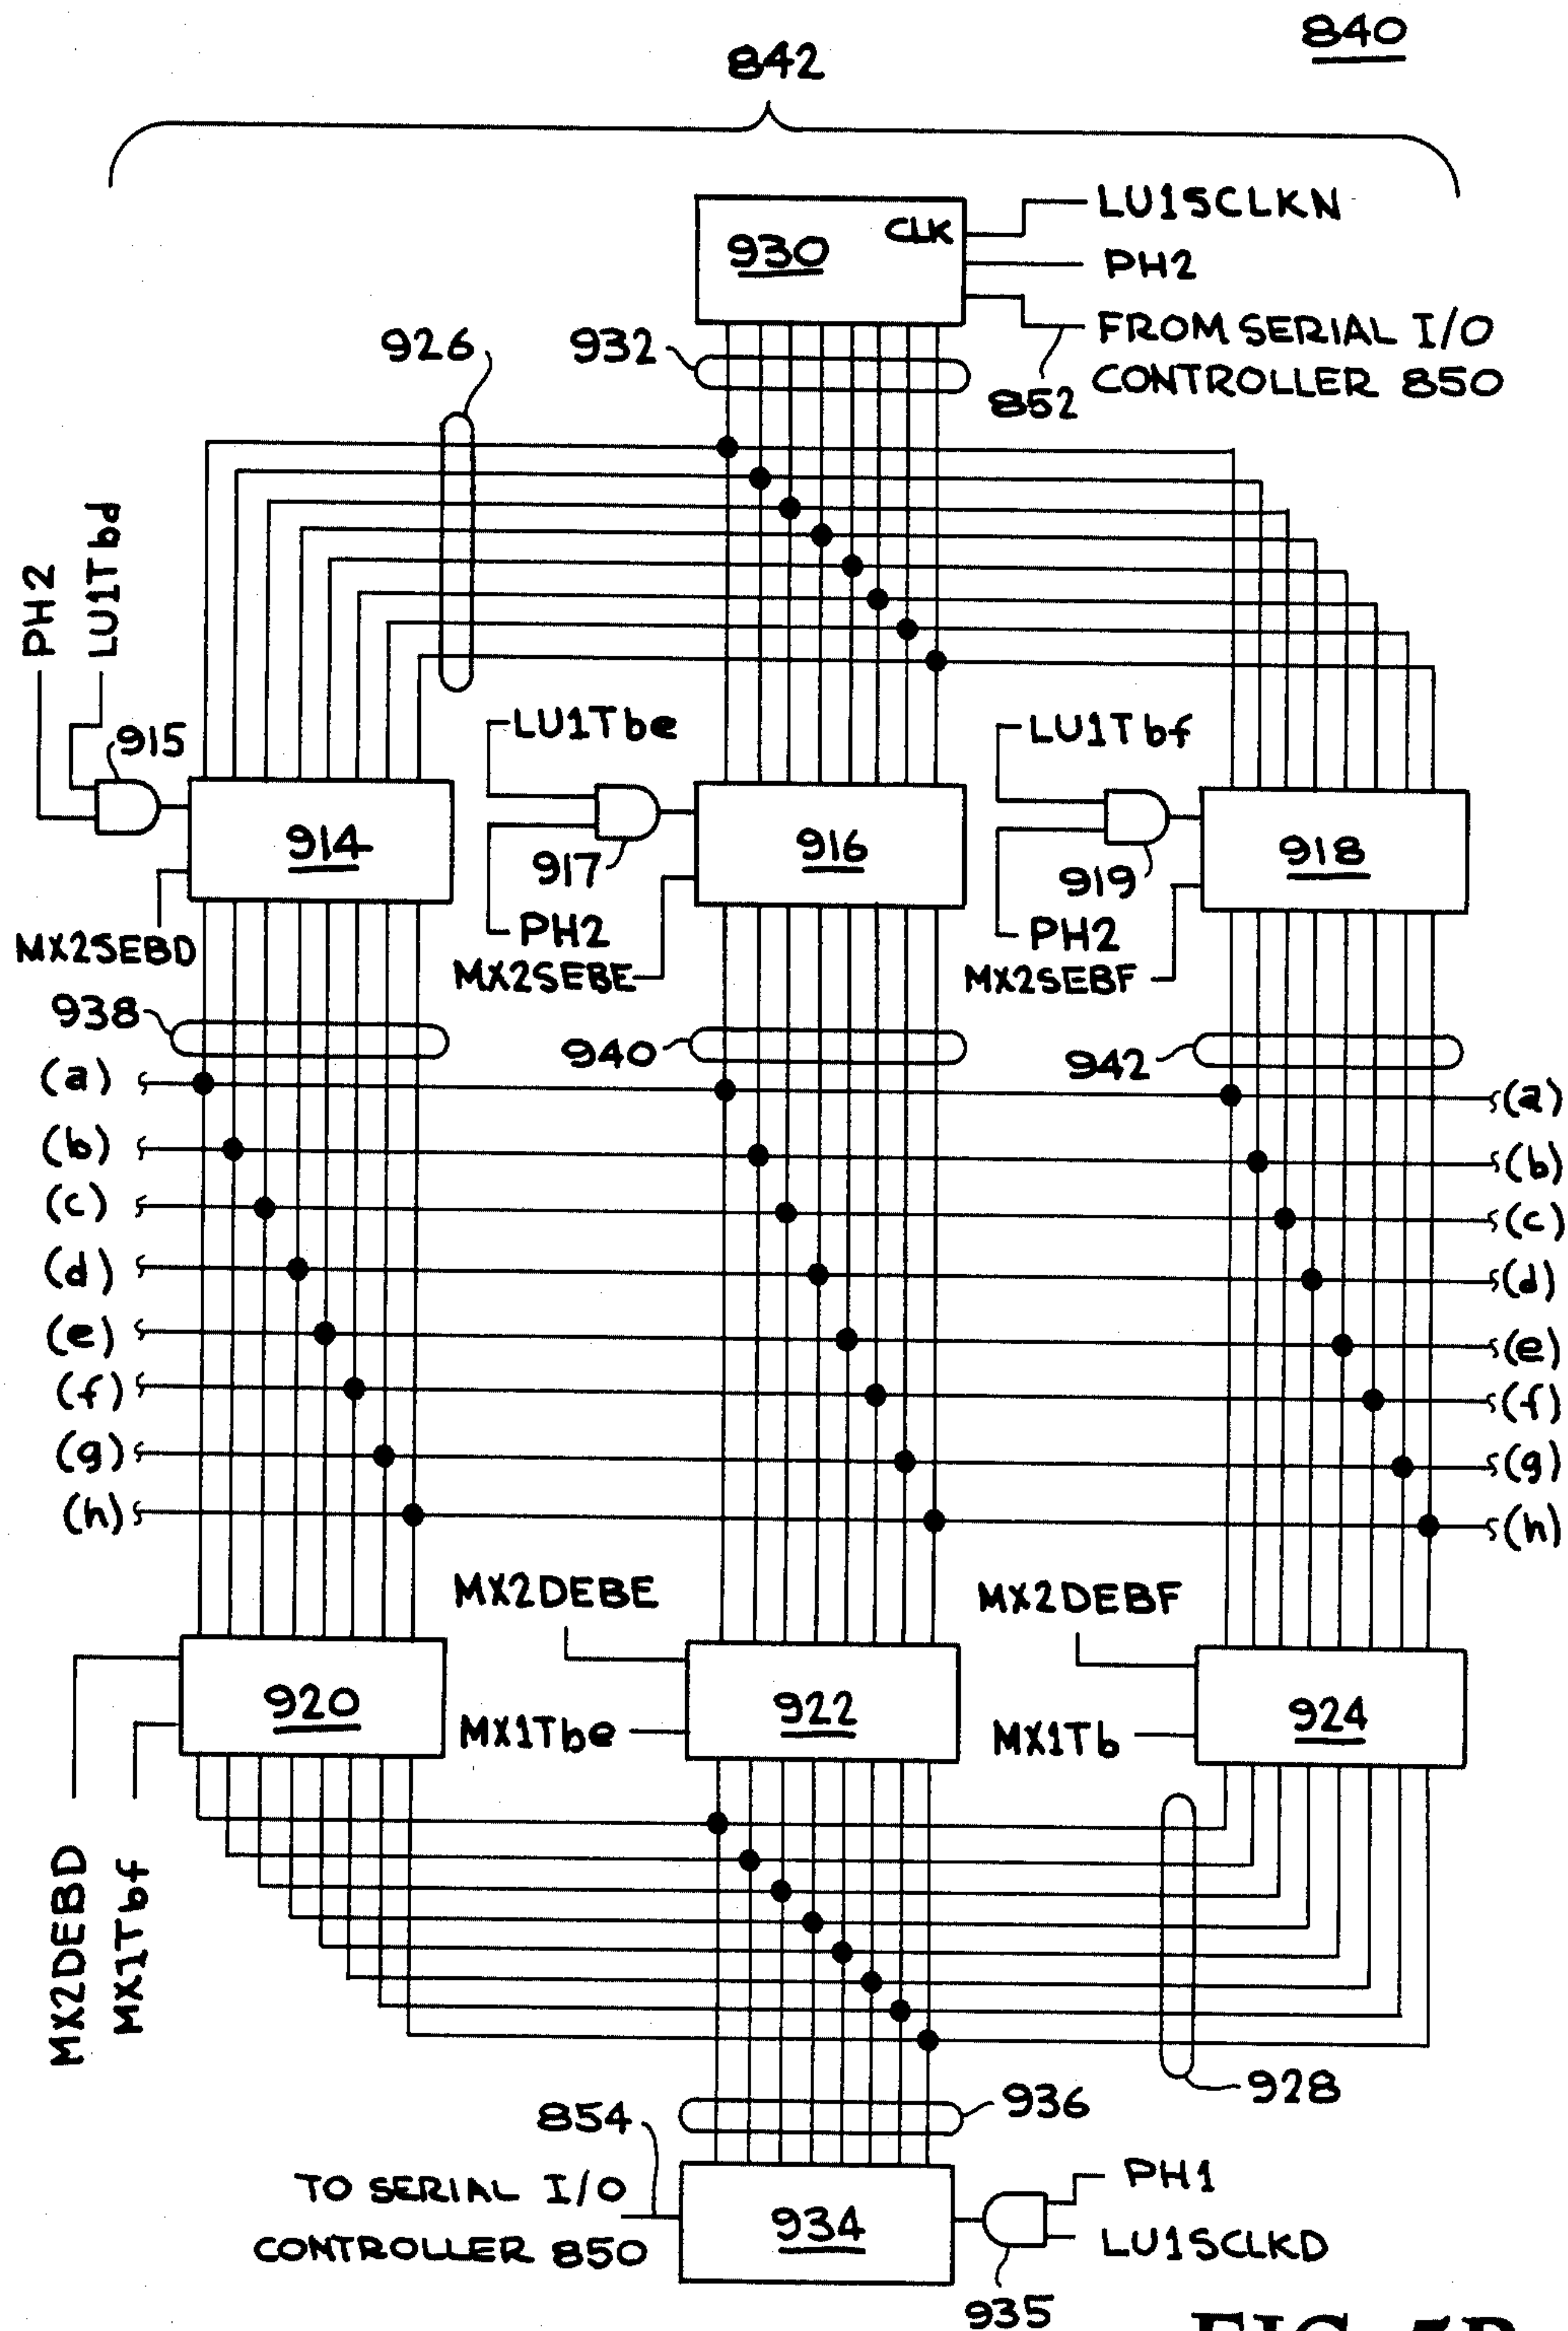 840
842
930
CLK
LU1SCLKN
PH2
FROM SERIAL I/O
CONTROLLER 850
852
926
932
PH2
LU1Tbd
915
LU1Tbe
LU1Tbf
914
917
916
919
918
PH2
PH2
MX2SEBD
MX2SEBE
MX2SEBF
938
940
942
(a)
(a)
(b)
(b)
(c)
(c)
(d)
(d)
(e)
(e)
(f)
(f)
(g)
(g)
(h)
(h)
MX2DEBE
MX2DEBF
920
922
924
MX1Tbe
MX1Tb
MX2DEBD
MX1Tbf
928
936
854
TO SERIAL I/O
CONTROLLER 850
934
PH1
LU1SCLKD
935